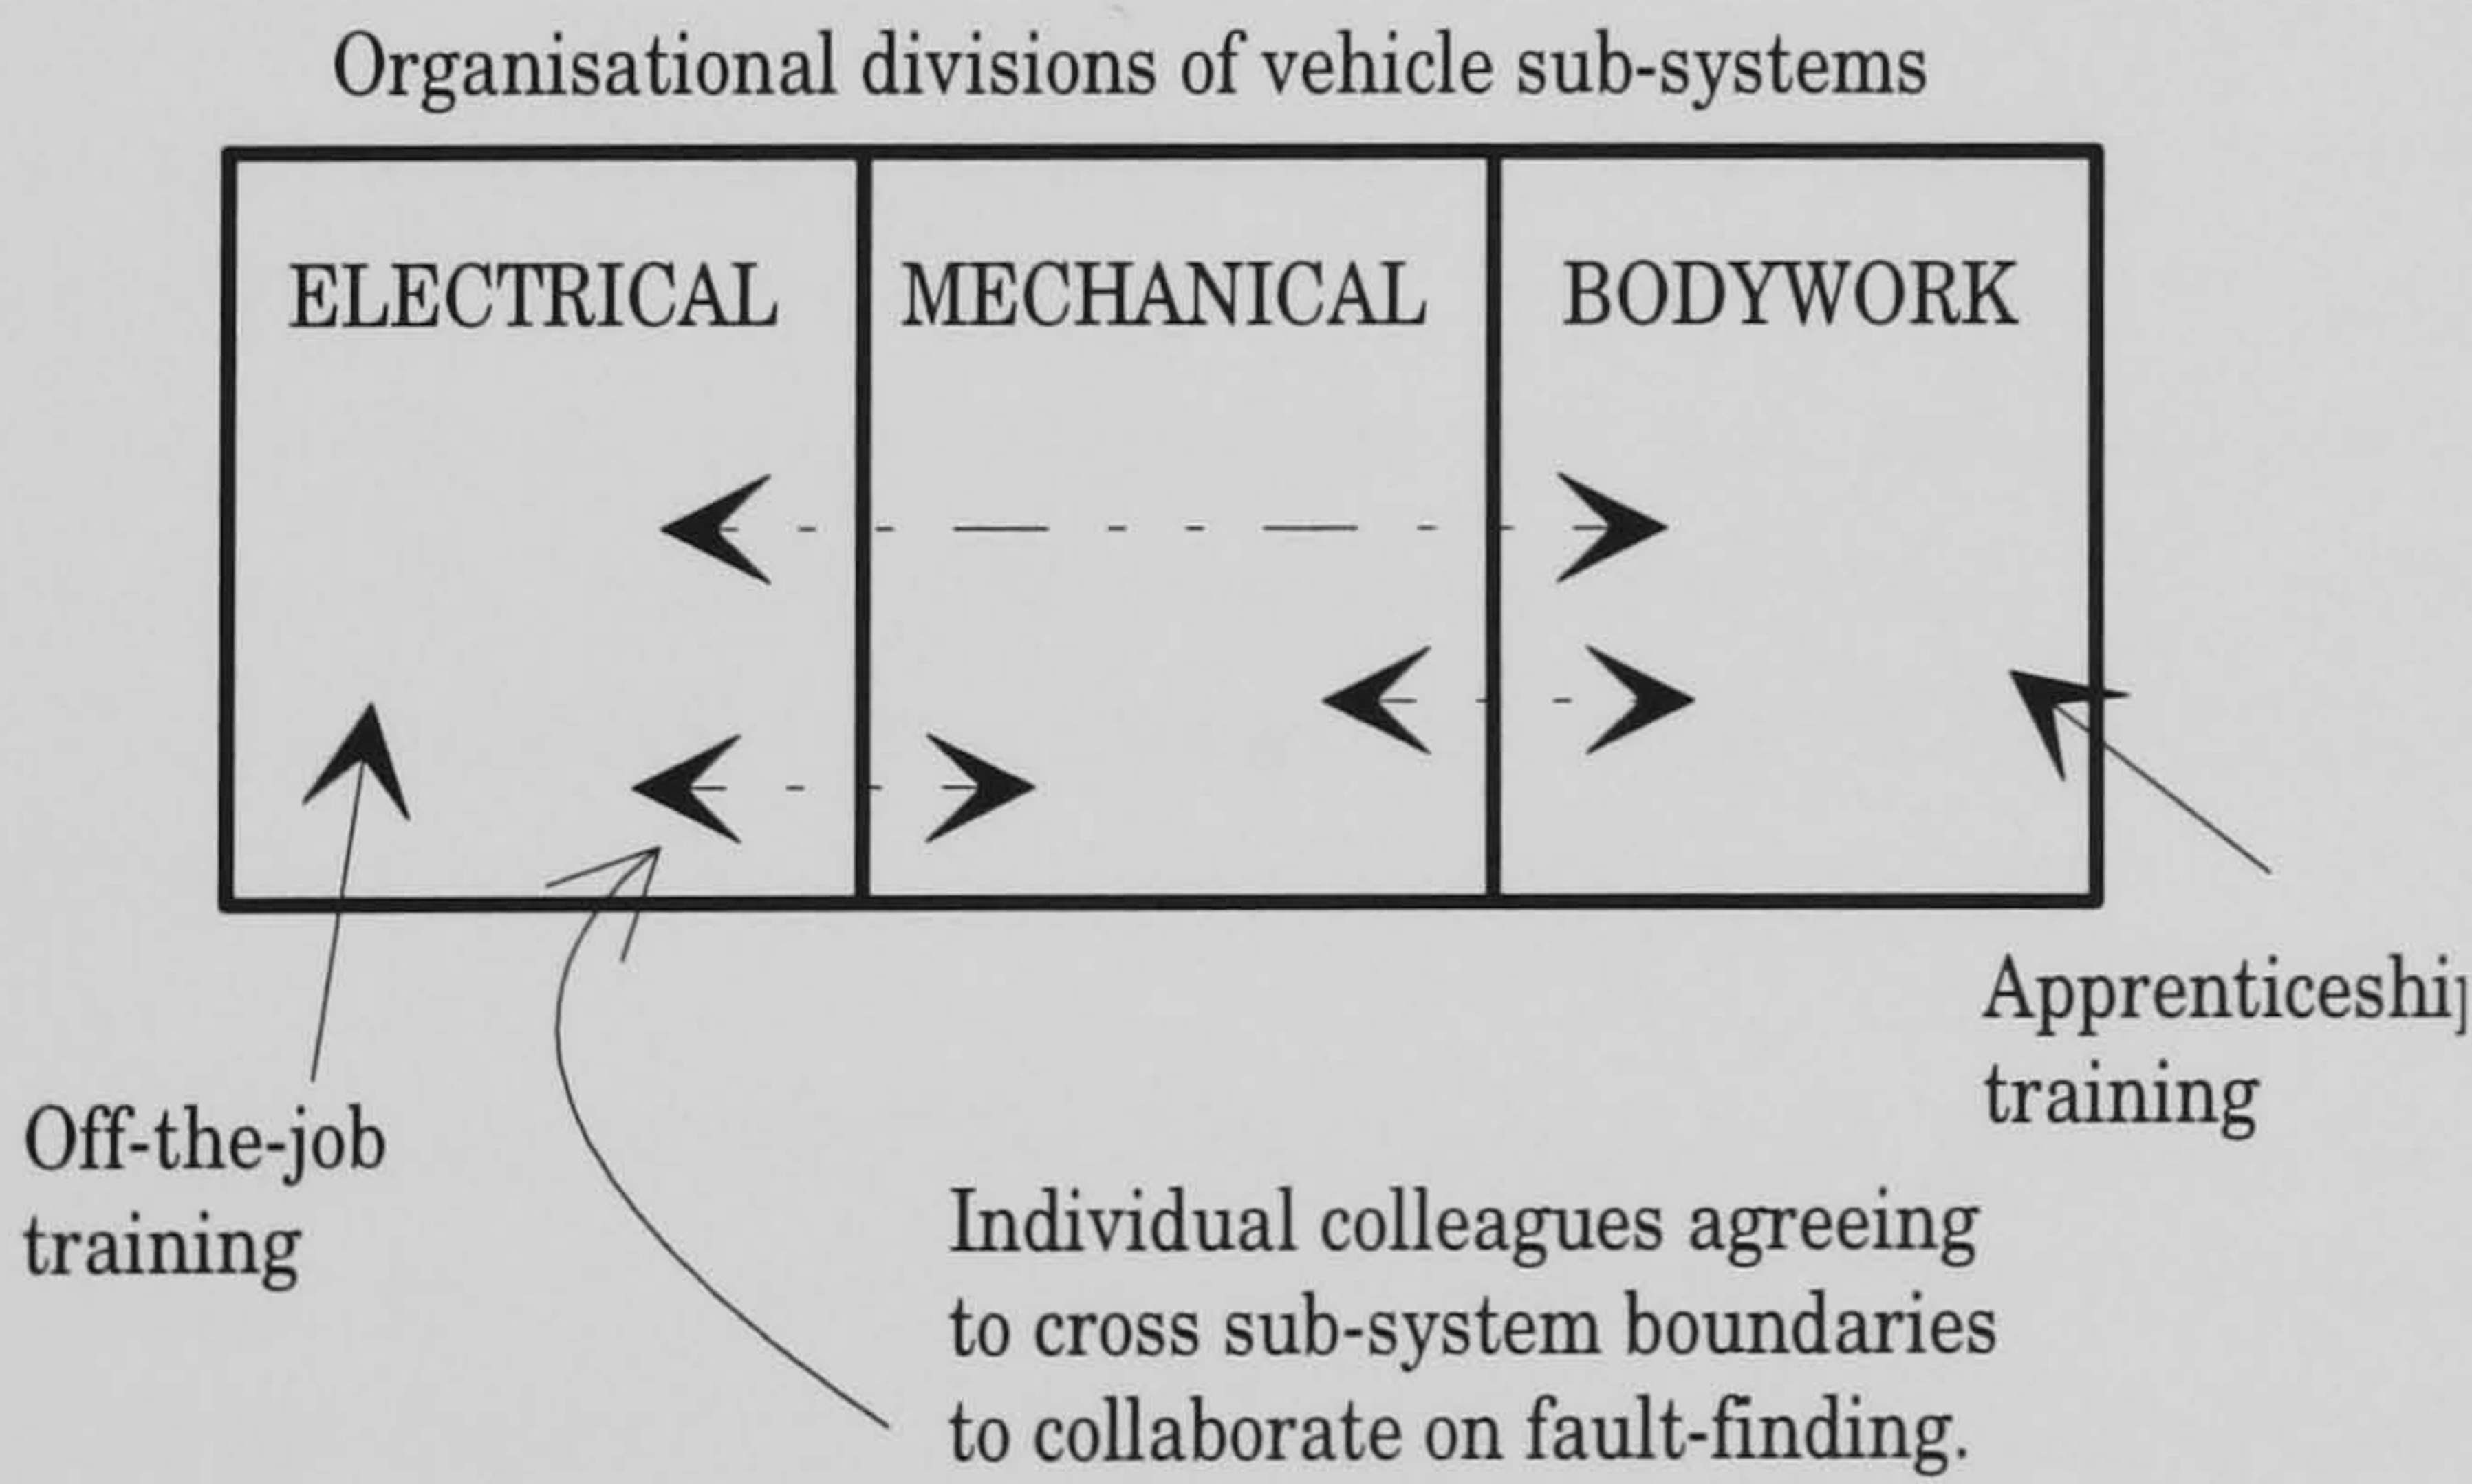 Organisational divisions of vehicle sub-systems
ELECTRICAL MECHANICAL BODYWORK
Off-the-job
training
Apprenticeship
training
Individual colleagues agreeing
to cross sub-system boundaries
to collaborate on fault-finding.